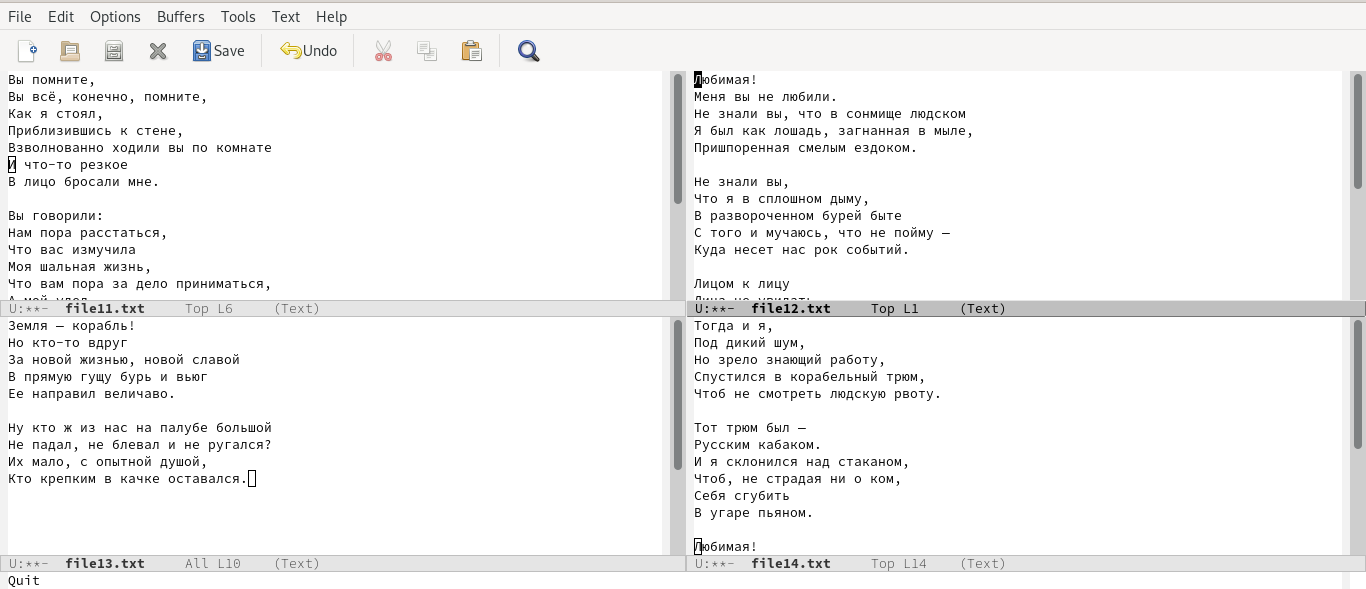 File Edit Options Buffers Tools Text Help
Save Undo
Вы помните,
Вы всё, конечно, помните,
Как я стоял,
Приблизившись к стене,
Взволнованно ходили вы по комнате
И что-то резкое
В лицо бросали мне.
Вы говорили:
Нам пора расстаться,
Что вас измучила
Моя шальная жизнь,
Что вам пора за дело приниматься,
А мой удел
U:**- file11.txt Top L6 (Text)
Любимая!
Меня вы не любили.
Не знали вы, что в сонмище людском
Я был как лошадь, загнанная в мыле,
Пришпоренная смелым ездоком.
Не знали вы,
Что я в сплошном дыму,
В развороченном бурей быте
С того и мучаюсь, что не пойму —
Куда несет нас рок событий.
Лицом к лицу
Лица не увидать
U:**- file12.txt Top L1 (Text)
Земля — корабль!
Но кто-то вдруг
За новой жизнью, новой славой
В прямую гущу бурь и вьюг
Ее направил величаво.
Ну кто ж из нас на палубе большой
Не падал, не блевал и не ругался?
Их мало, с опытной душой,
Кто крепким в качке оставался.
U:**- file13.txt All L10 (Text)
Тогда и я,
Под дикий шум,
Но зрело знающий работу,
Спустился в корабельный трюм,
Чтоб не смотреть людскую рвоту.
Тот трюм был —
Русским кабаком.
И я склонился над стаканом,
Чтоб, не страдая ни о ком,
Себя сгубить
В угаре пьяном.
Любимая!
U:**- file14.txt Top L14 (Text)
Quit